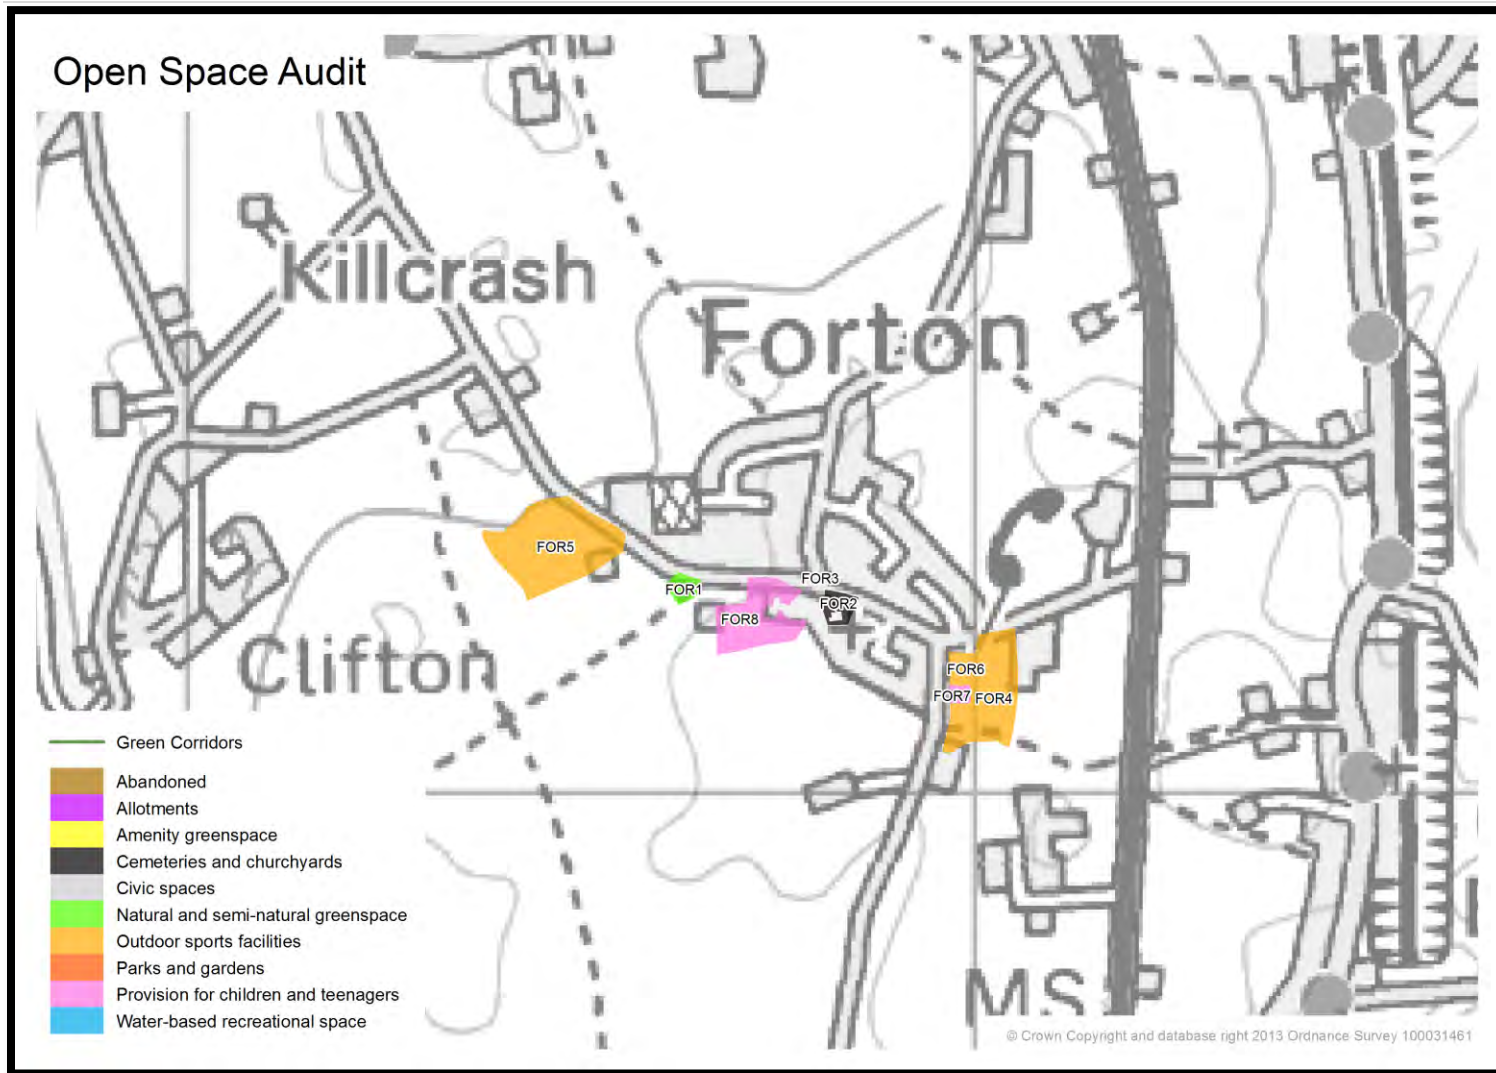 Open Space Audit
Killcrash
Forton
FOR5
FOR3
FOR1
FOR2
FOR8
Clifton
FOR6
FOR7
FOR4
Green Corridors
Abandoned
Allotments
Amenity greenspace
Cemeteries and churchyards
Civic spaces
Natural and semi-natural greenspace
Outdoor sports facilities
Parks and gardens
Provision for children and teenagers
Water-based recreational space
MS
© Crown Copyright and database right 2013 Ordnance Survey 100031461